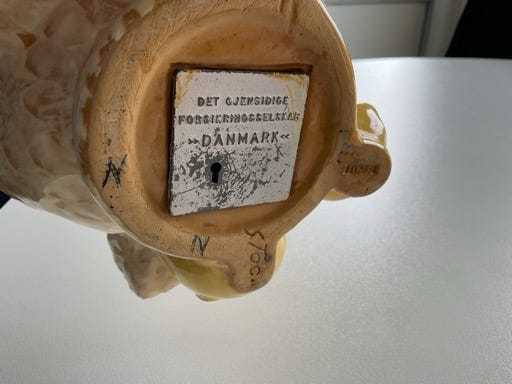 DET GJENSIDIGE
FORSIKRINGSSELSKAB
»DANMARK«
N
N